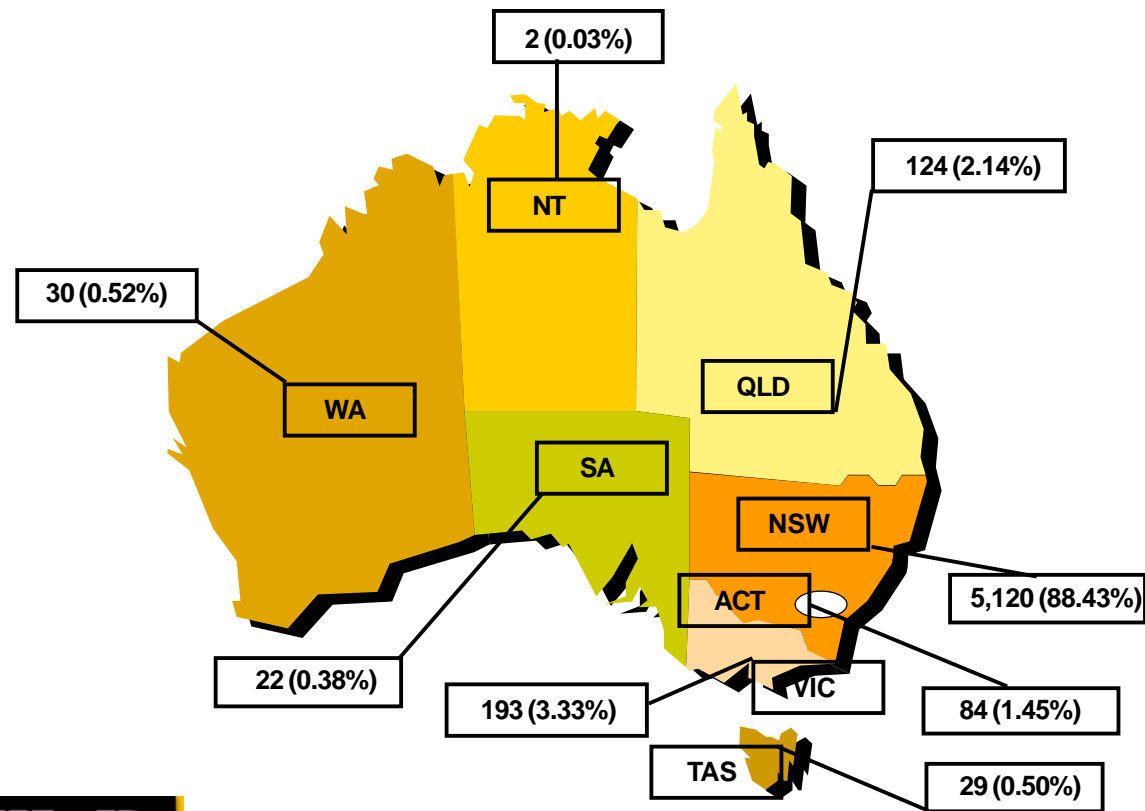 2 (0.03%)
124 (2.14%)
NT
30 (0.52%)
QLD
WA
SA
NSW
5,120 (88.43%)
ACT
22 (0.38%)
VIC
193 (3.33%)
84 (1.45%)
TAS
29 (0.50%)